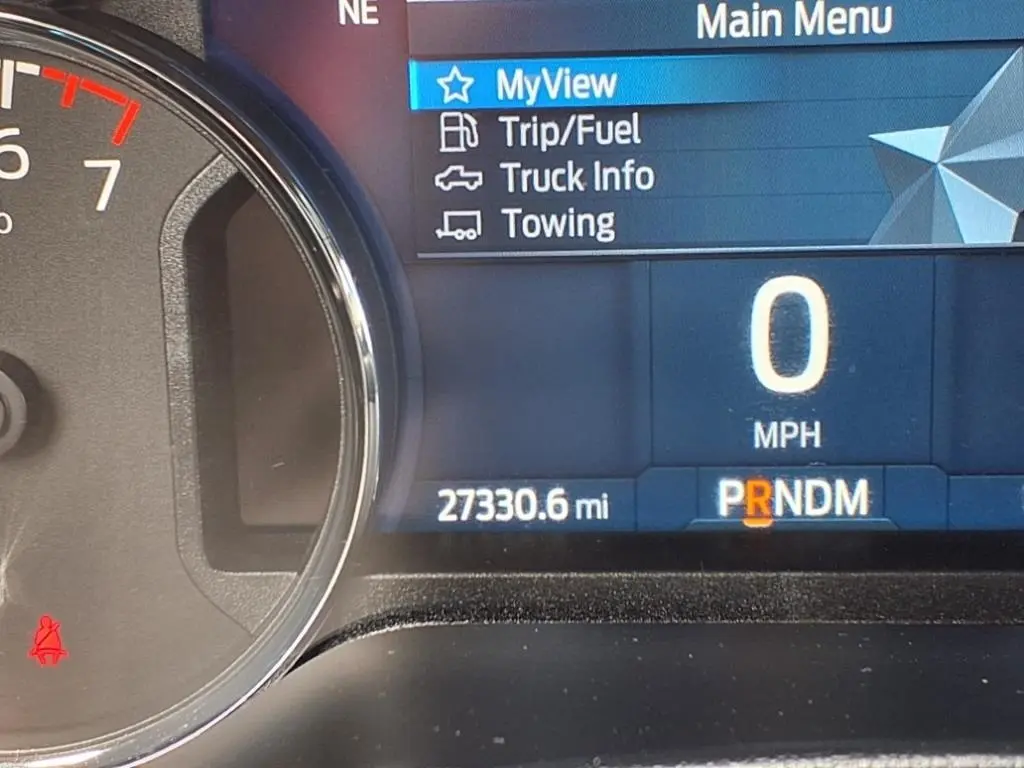 NE
Main Menu
MyView
Trip/Fuel
Truck Info
Towing
6
7
0
MPH
27330.6 mi
PRNDM